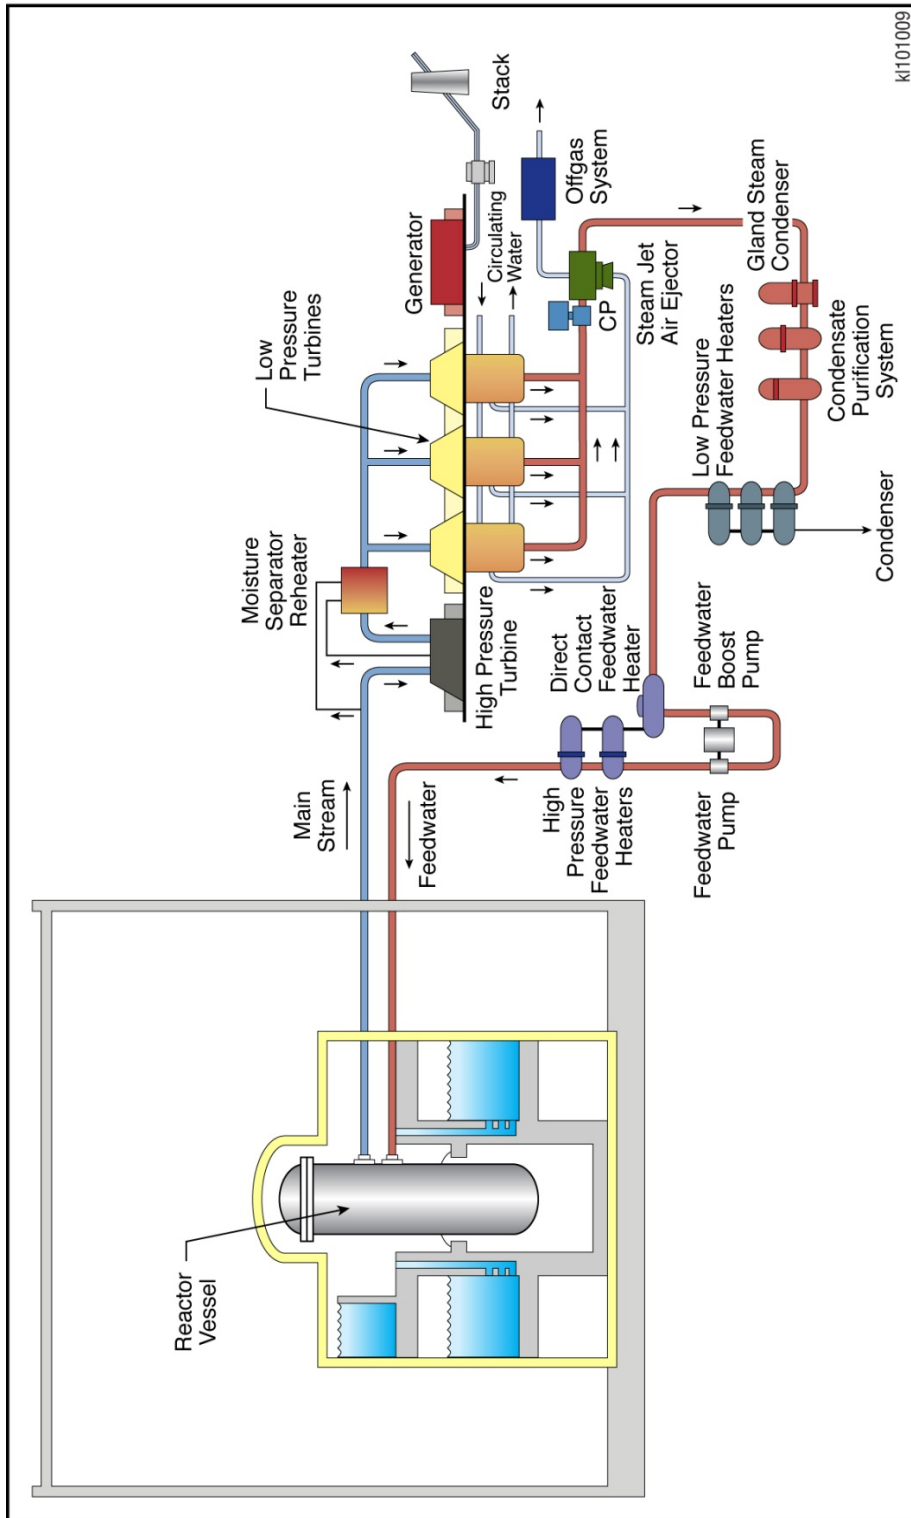 Reactor
Vessel
Main
Stream
Feedwater
Moisture
Separator
Reheater
High Pressure
Turbine
Low
Pressure
Turbines
Generator
Stack
Circulating
Water
Offgas
System
CP
Steam Jet
Air Ejector
Gland Steam
Condenser
Condensate
Purification
System
Low Pressure
Feedwater Heaters
Condenser
Direct
Contact
Feedwater
Heater
High
Pressure
Feedwater
Heaters
Feedwater
Boost
Pump
Feedwater
Pump
kl101009